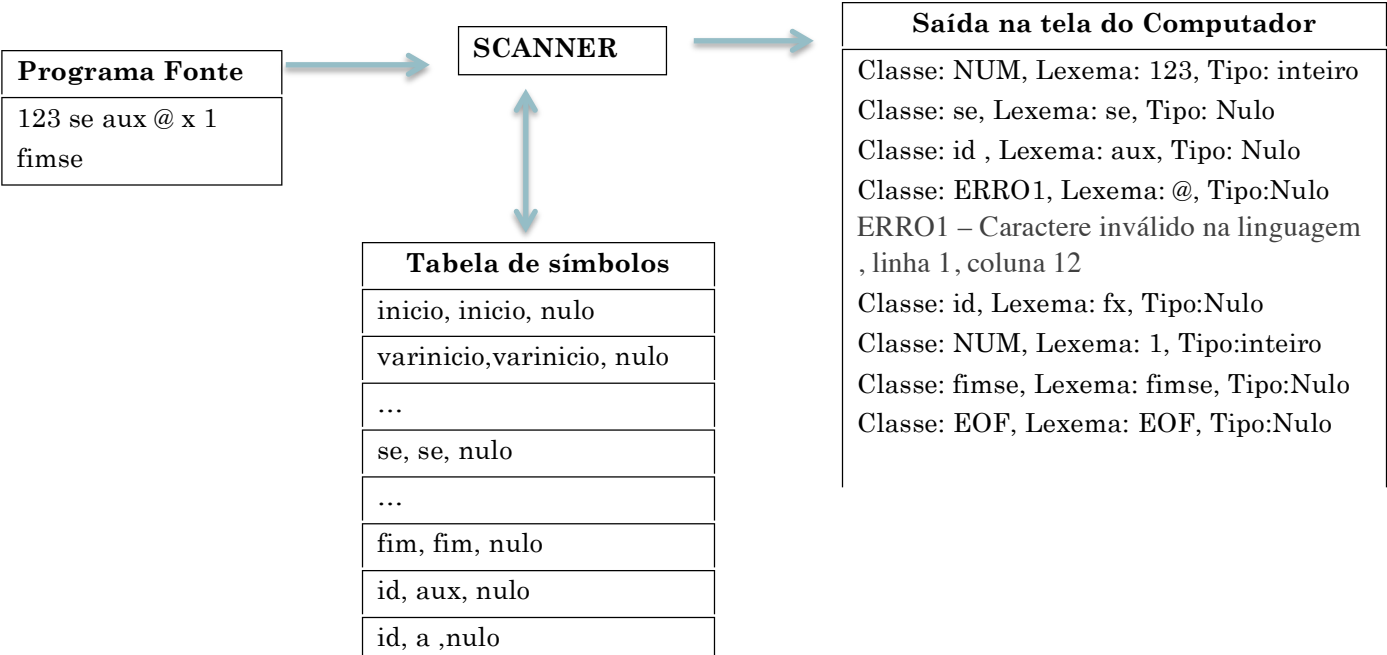 Programa Fonte
123 se aux @ x 1
fimse
SCANNER
Tabela de símbolos
inicio, inicio, nulo
varinicio,varinicio, nulo
...
se, se, nulo
...
fim, fim, nulo
id, aux, nulo
id, a ,nulo
Saída na tela do Computador
Classe: NUM, Lexema: 123, Tipo: inteiro
Classe: se, Lexema: se, Tipo: Nulo
Classe: id , Lexema: aux, Tipo: Nulo
Classe: ERRO1, Lexema: @, Tipo:Nulo
ERRO1 – Caractere inválido na linguagem
, linha 1, coluna 12
Classe: id, Lexema: fx, Tipo:Nulo
Classe: NUM, Lexema: 1, Tipo:inteiro
Classe: fimse, Lexema: fimse, Tipo:Nulo
Classe: EOF, Lexema: EOF, Tipo:Nulo